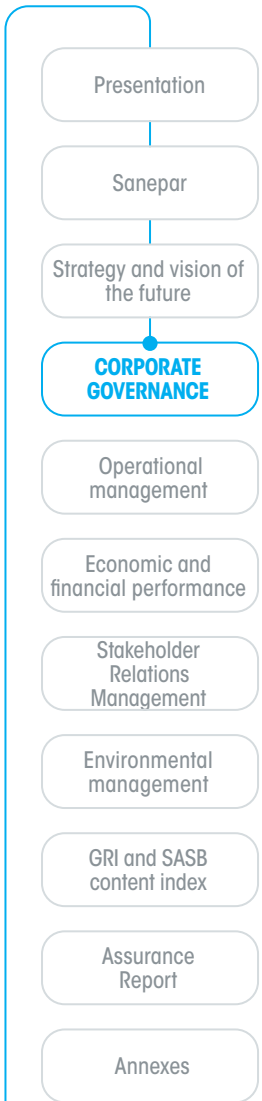 Presentation
Sanepar
Strategy and vision of
the future
CORPORATE
GOVERNANCE
Operational
management
Economic and
financial performance
Stakeholder
Relations
Management
Environmental
management
GRI and SASB
content index
Assurance
Report
Annexes